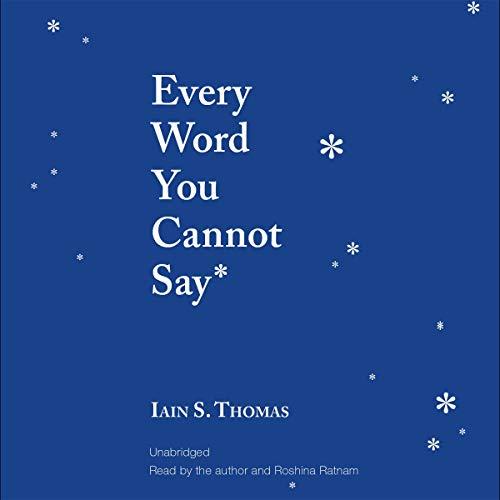 Every
Word
You
Cannot
Say*
Iain S. Thomas
Unabridged
Read by the author and Roshina Ratnam